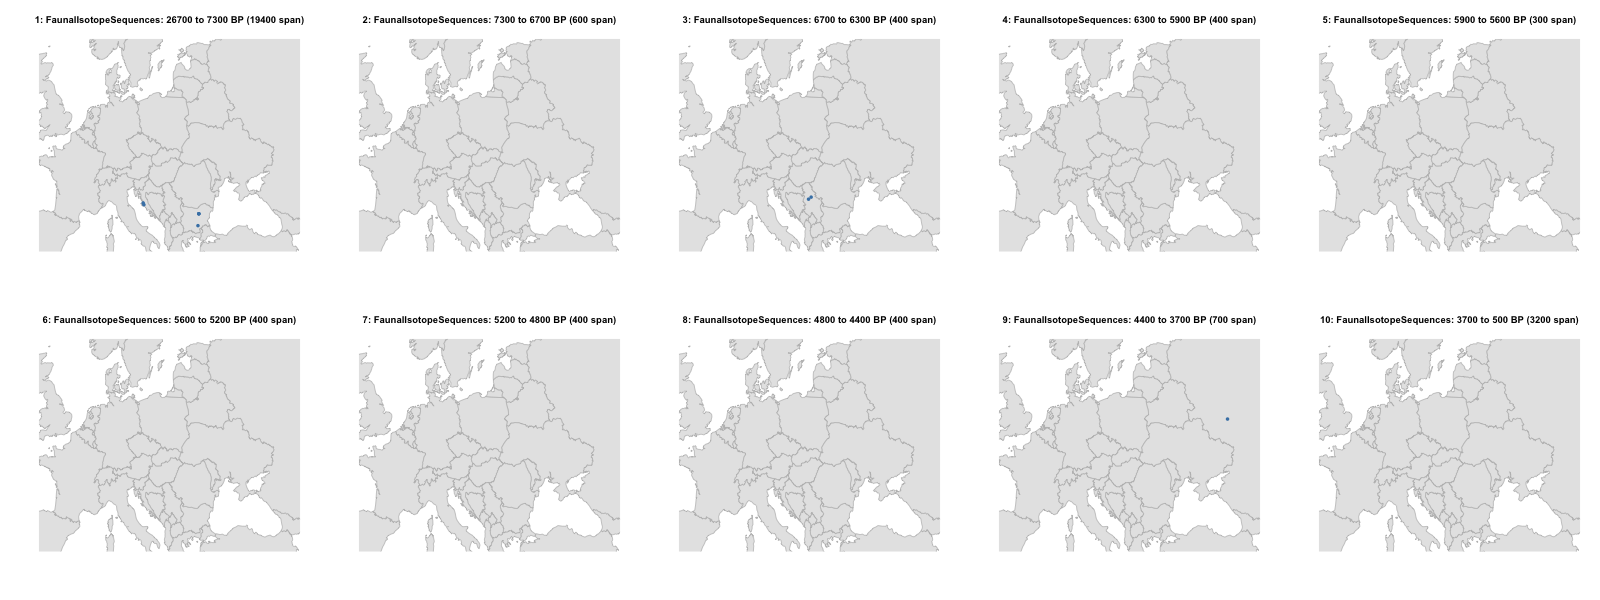 1: FaunalIsotopeSequences: 26700 to 7300 BP (19400 span)
2: FaunalIsotopeSequences: 7300 to 6700 BP (600 span)
3: FaunalIsotopeSequences: 6700 to 6300 BP (400 span)
4: FaunalIsotopeSequences: 6300 to 5900 BP (400 span)
5: FaunalIsotopeSequences: 5900 to 5600 BP (300 span)
6: FaunalIsotopeSequences: 5600 to 5200 BP (400 span)
7: FaunalIsotopeSequences: 5200 to 4800 BP (400 span)
8: FaunalIsotopeSequences: 4800 to 4400 BP (400 span)
9: FaunalIsotopeSequences: 4400 to 3700 BP (700 span)
10: FaunalIsotopeSequences: 3700 to 500 BP (3200 span)